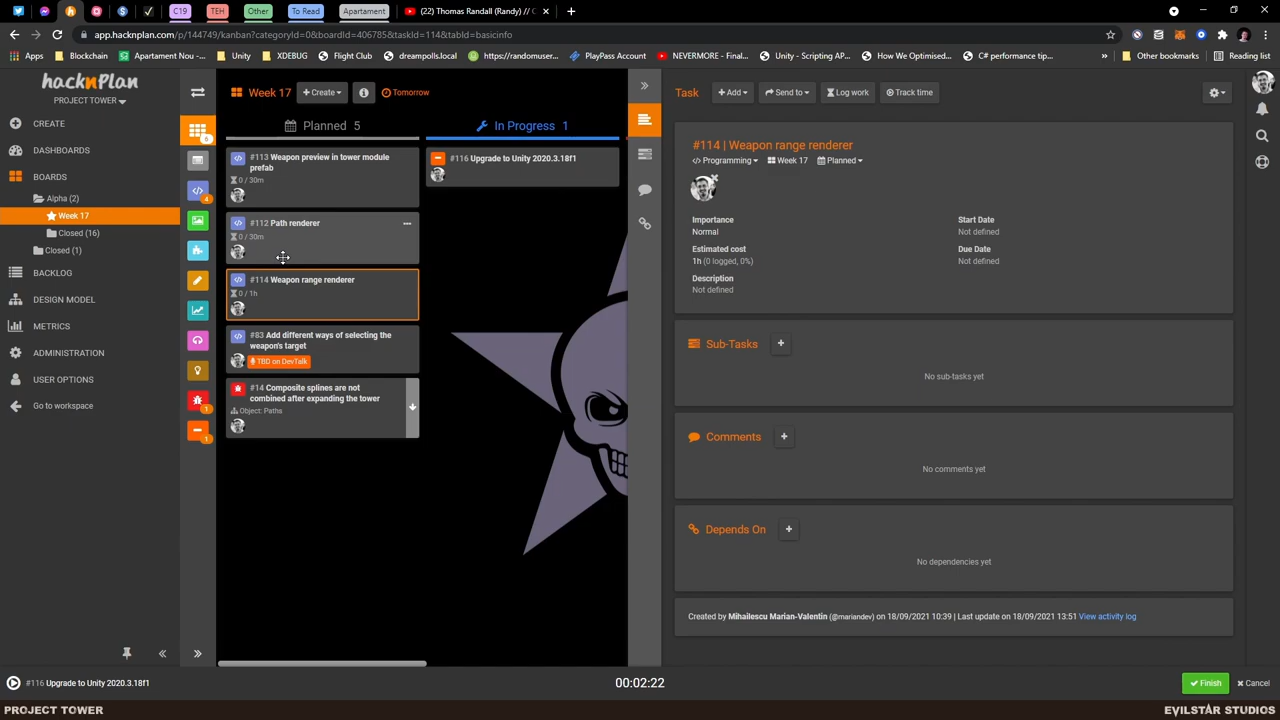 C19
TEH
Other
To Read
Apartament
(22) Thomas Randall (Randy) // C
app.hacknplan.com/p/144749/kanban?categoryId=0&boardId=406785&taskId=114&tabId=basicinfo
Apps
Blockchain
Apartament Nou -...
Unity
XDEBUG
Flight Club
dreampolls.local
https://randomuser...
PlayPass Account
NEVERMORE - Final...
Unity - Scripting AP...
How We Optimised...
C# performance tip...
Other bookmarks
Reading list
hacknPlan
PROJECT TOWER
CREATE
DASHBOARDS
BOARDS
Alpha (2)
Week 17
Closed (16)
Closed (1)
BACKLOG
DESIGN MODEL
METRICS
ADMINISTRATION
USER OPTIONS
Go to workspace
6
4
1
1
Week 17
+ Create
Tomorrow
Planned 5
#113 Weapon preview in tower module
prefab
0 / 30m
#112 Path renderer
0 / 30m
#114 Weapon range renderer
0 / 1h
#83 Add different ways of selecting the
weapon's target
TBD on DevTalk
#14 Composite splines are not
combined after expanding the tower
Object: Paths
In Progress 1
#116 Upgrade to Unity 2020.3.18f1
Task
+ Add
Send to
Log work
Track time
#114 | Weapon range renderer
Programming
Week 17
Planned
Importance
Normal
Start Date
Not defined
Estimated cost
1h (0 logged, 0%)
Due Date
Not defined
Description
Not defined
Sub-Tasks
No sub-tasks yet
Comments
No comments yet
Depends On
No dependencies yet
Created by Mihailescu Marian-Valentin (@mariandev) on 18/09/2021 10:39 | Last update on 18/09/2021 13:51 View activity log
#116 Upgrade to Unity 2020.3.18f1
00:02:22
Finish
Cancel
PROJECT TOWER
EVILSTAR STUDIOS